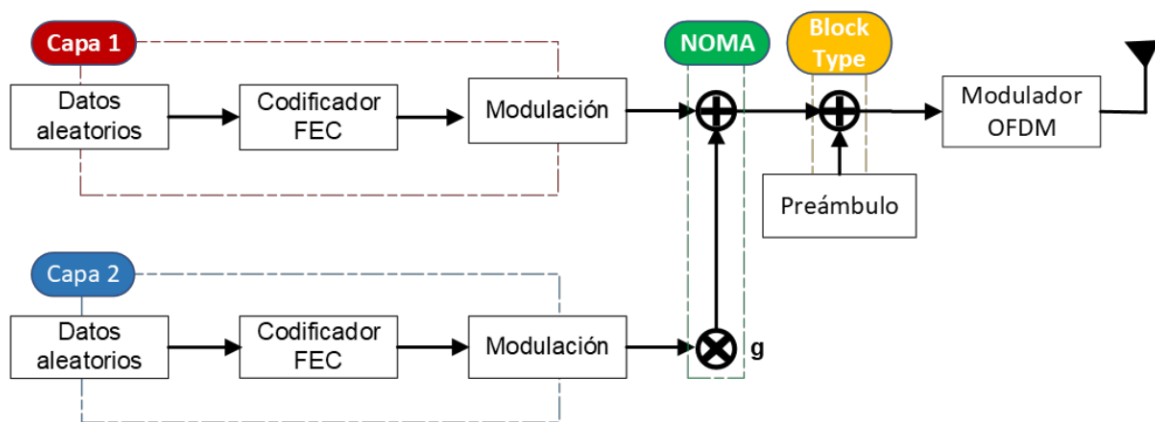 Capa 1
NOMA
Block
Type
Datos
aleatorios
Codificador
FEC
Modulación
Modulador
OFDM
Preámbulo
Capa 2
Datos
aleatorios
Codificador
FEC
Modulación
g